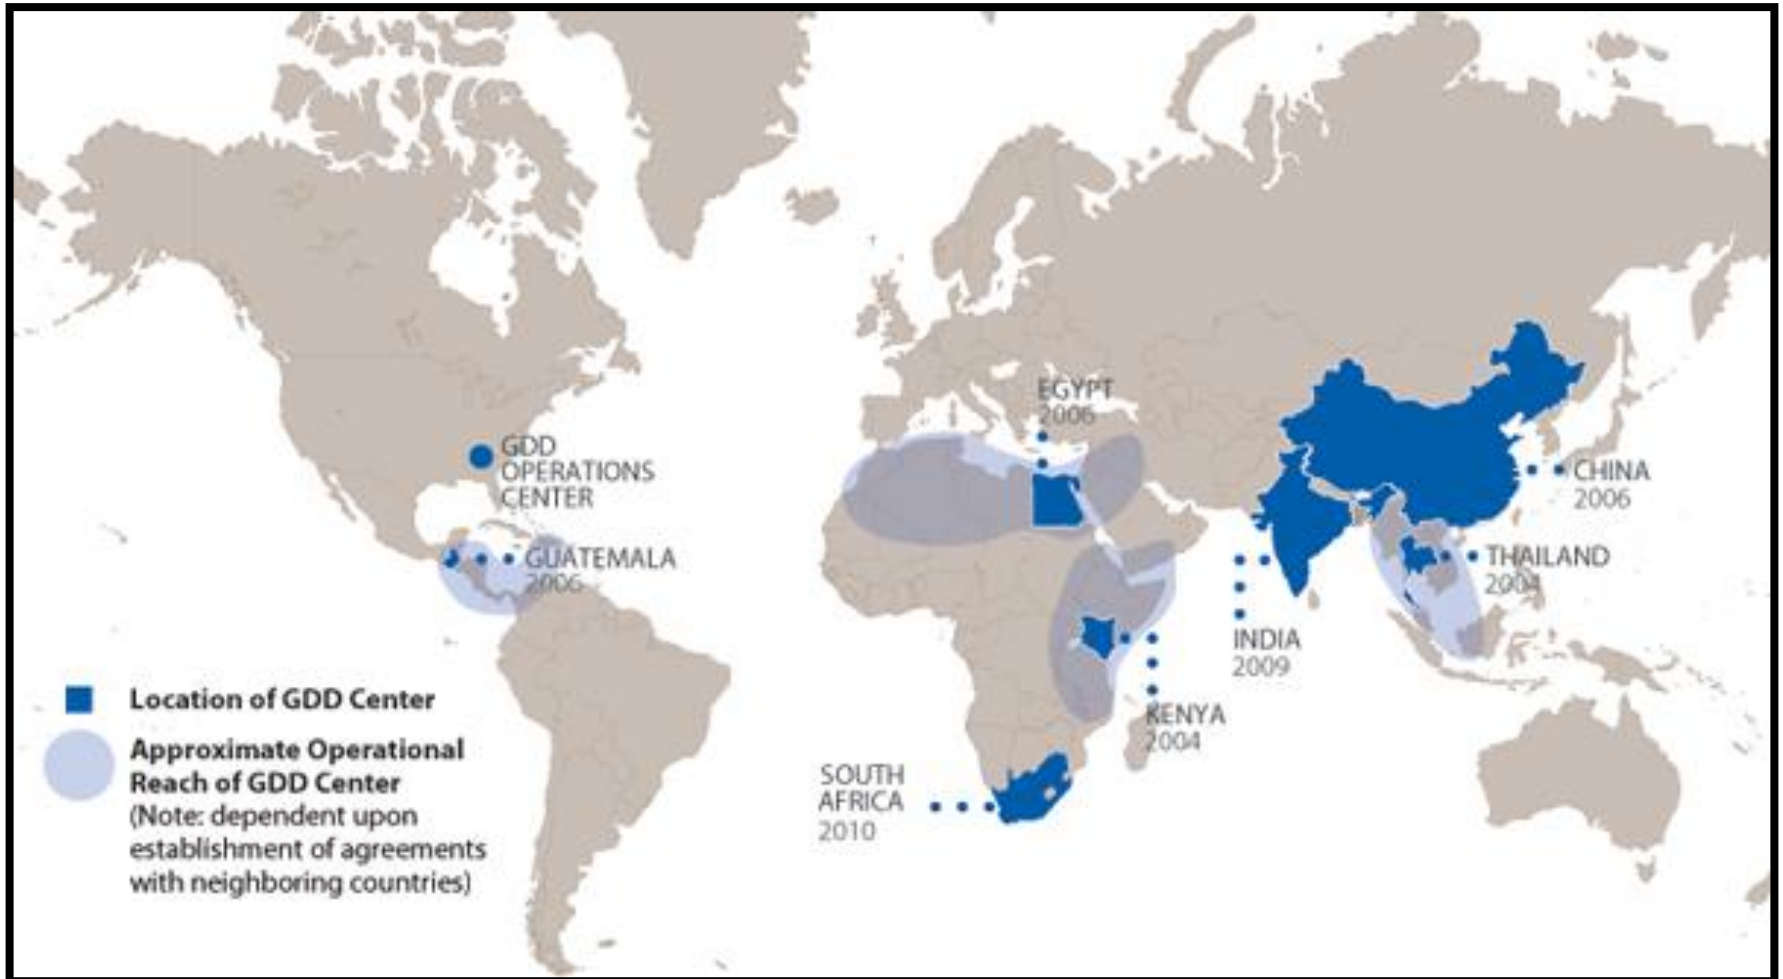 EGYPT
2006
GDD
OPERATIONS
CENTER
CHINA
2006
GUATEMALA
2006
THAILAND
2004
INDIA
2009
KENYA
2004
SOUTH
AFRICA
2010
Location of GDD Center
Approximate Operational
Reach of GDD Center
(Note: dependent upon
establishment of agreements
with neighboring countries)